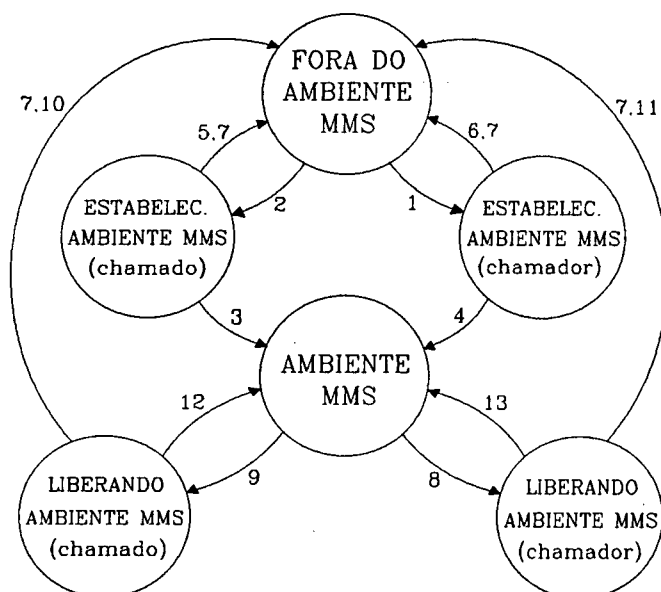 FORA DO
AMBIENTE
MMS
7,10
7,11
5,7
6,7
2
1
ESTABELEC.
AMBIENTE MMS
(chamado)
ESTABELEC.
AMBIENTE MMS
(chamador)
3
4
AMBIENTE
MMS
12
13
9
8
LIBERANDO
AMBIENTE MMS
(chamado)
LIBERANDO
AMBIENTE MMS
(chamador)